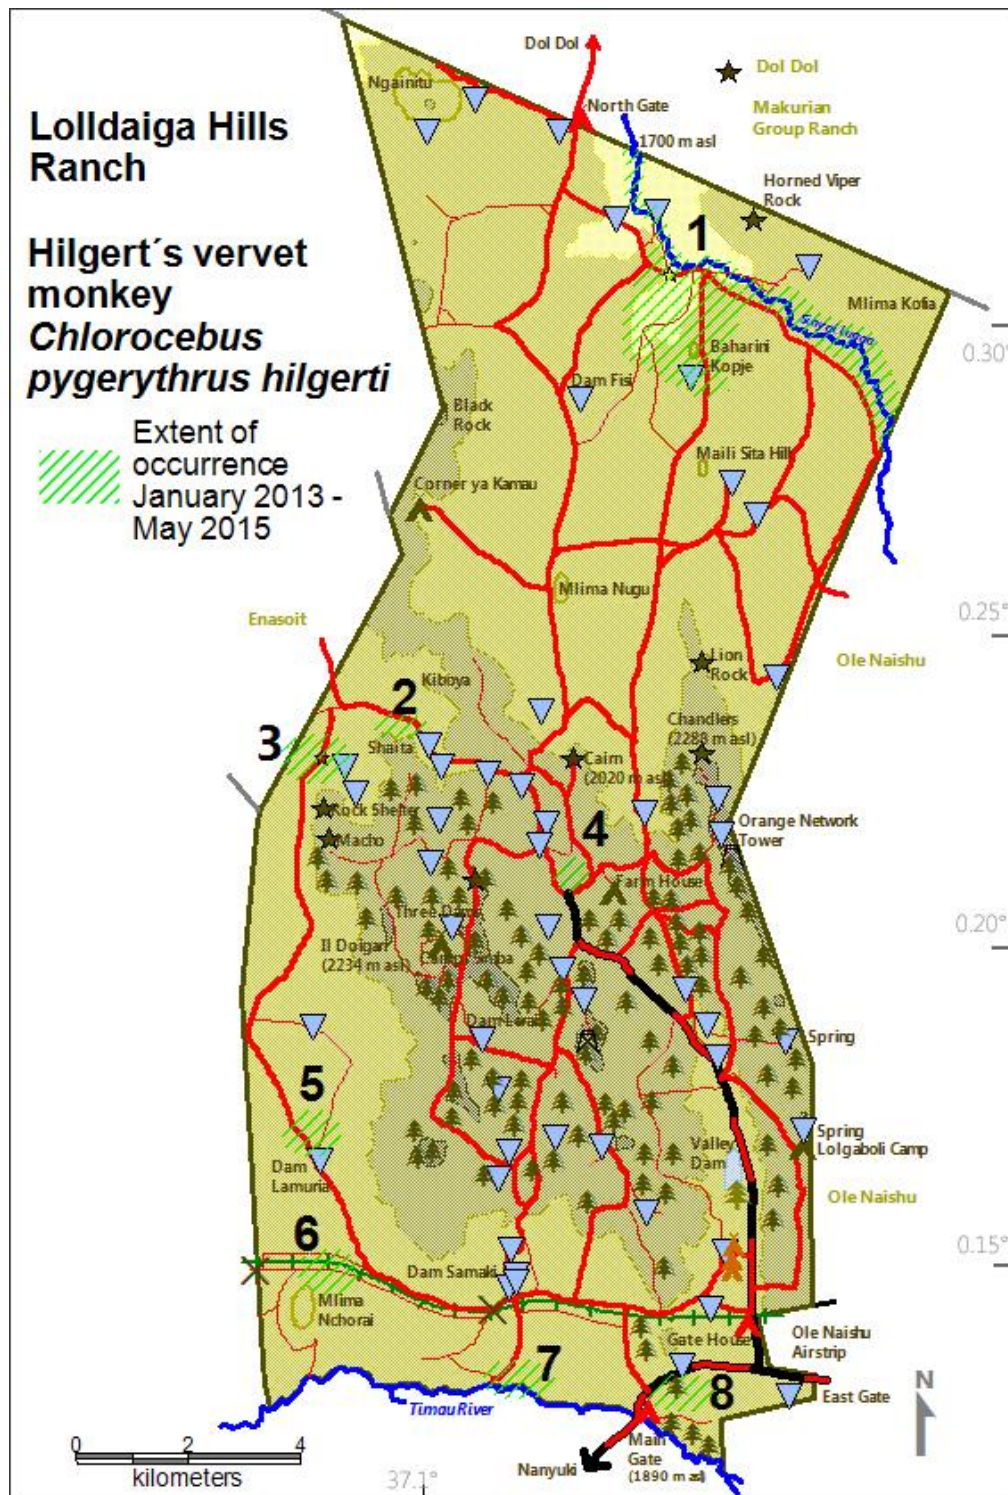 Lolldaiga Hills
Ranch
Hilgert´s vervet
monkey
Chlorocebus
pygerythrus hilgerti
Extent of
occurrence
January 2013 -
May 2015
Dol Dol
Dol Dol
Makurian
Group Ranch
Ngainitu
North Gate
1700 m asl
Horned Viper
Rock
1
Mlima Kofia
0.30°
Baharini
Kopje
Dam Fisi
Black
Rock
Maili Sita Hill
Corner ya Kamau
Mlima Nugu
0.25°
Enasoit
Ole Naishu
Lion
Rock
Kiboya
2
3
Shaita
Chandlers
(2288 m asl)
Cairn
(2020 m asl)
Rock Shelter
Macho
4
Orange Network
Tower
Farm House
Three Dams
0.20°
Il Doigan
(2234 m asl)
Spring
5
Dam
Lamuria
Valley
Dam
Spring
Lolgaboli Camp
Ole Naishu
6
0.15°
Dam Samaki
Mlima
Nchorai
Gate House
Ole Naishu
Airstrip
7
8
East Gate
Timau River
N
Main
Gate
(1890 m asl)
Nanyuki
0 2 4
kilometers
37.1°